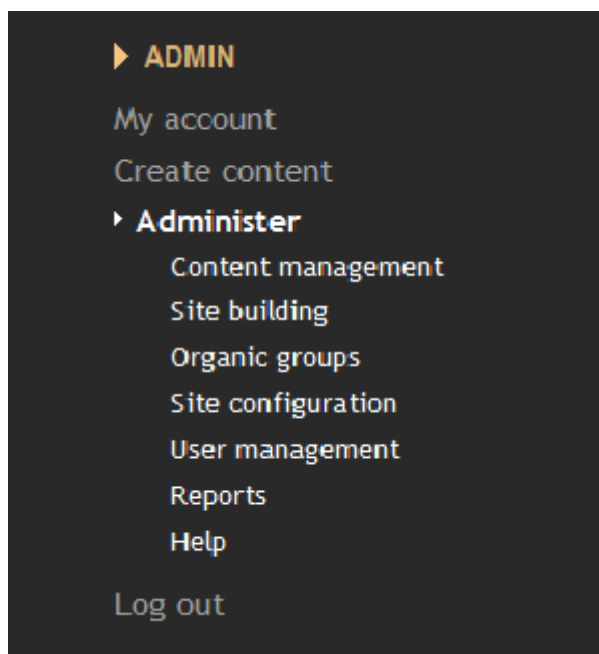 ADMIN
My account
Create content
Administer
Content management
Site building
Organic groups
Site configuration
User management
Reports
Help
Log out